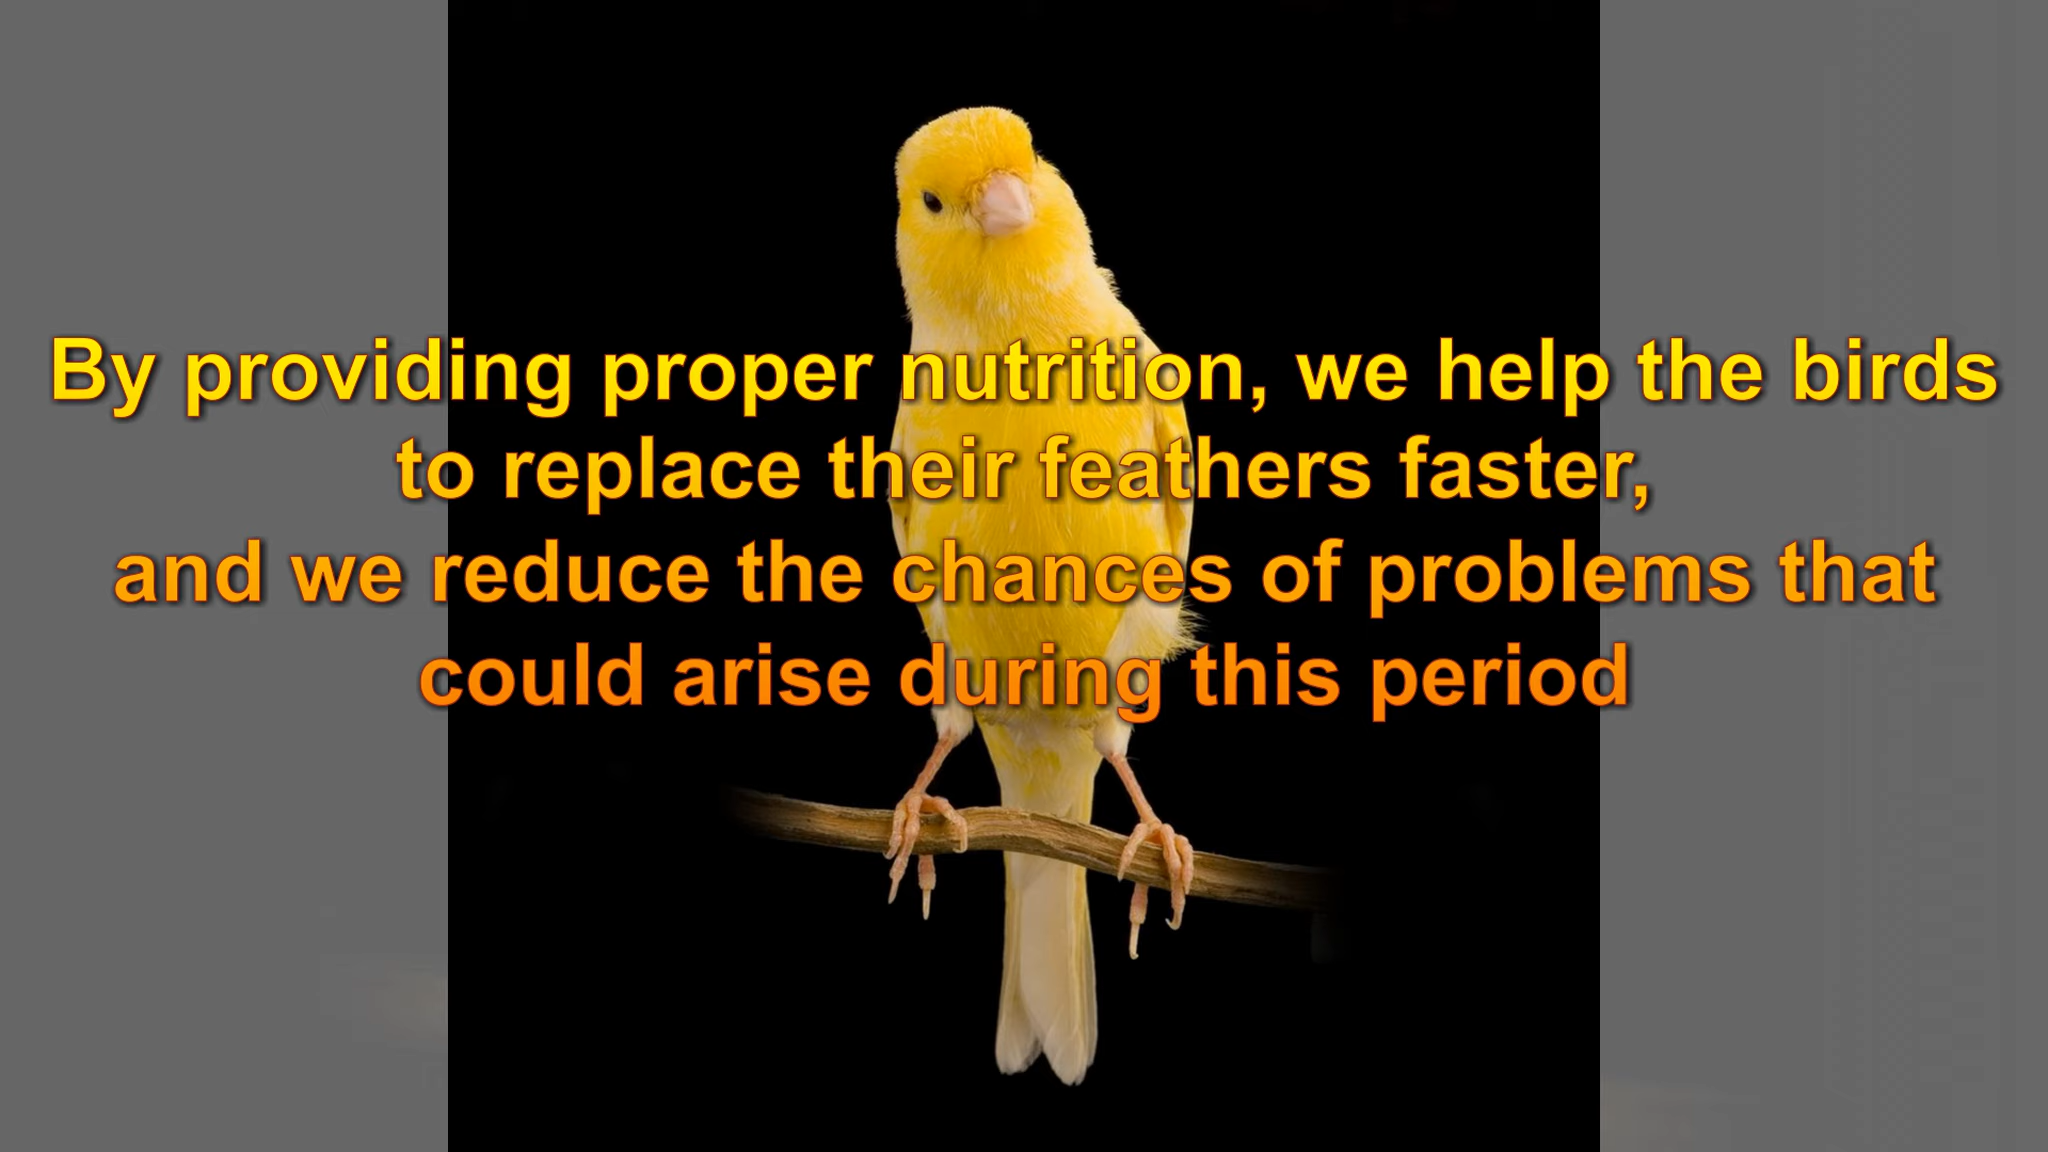 By providing proper nutrition, we help the birds
to replace their feathers faster,
and we reduce the chances of problems that
could arise during this period